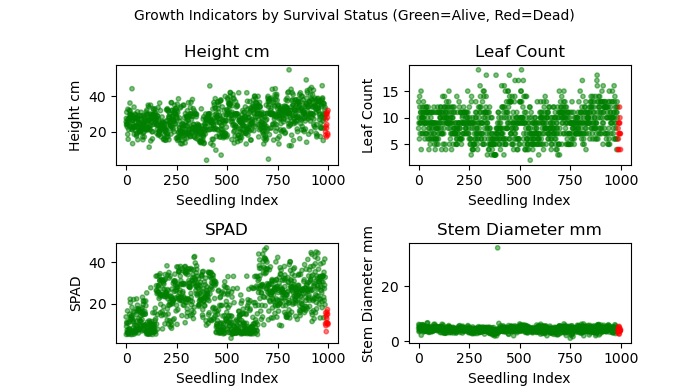 Growth Indicators by Survival Status (Green=Alive, Red=Dead)
Height cm
Leaf Count
Height cm
40
20
0 250 500 750 1000
Seedling Index
Leaf Count
15
10
5
0 250 500 750 1000
Seedling Index
SPAD
Stem Diameter mm
SPAD
40
20
0 250 500 750 1000
Seedling Index
Stem Diameter mm
20
0
0 250 500 750 1000
Seedling Index